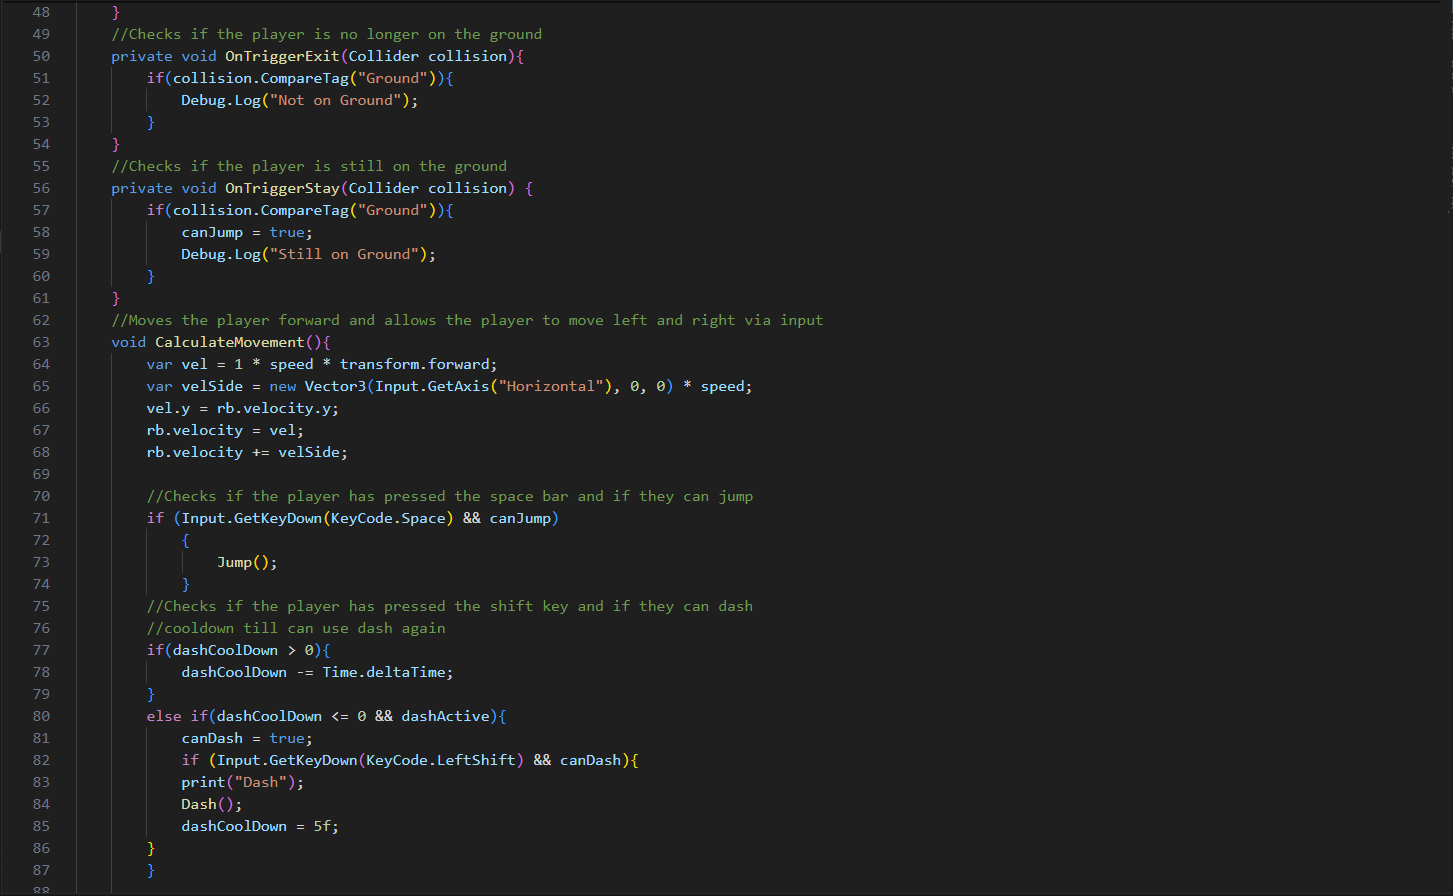 48 }
49 //Checks if the player is no longer on the ground
50 private void OnTriggerExit(Collider collision){
51 if(collision.CompareTag("Ground")){
52 Debug.Log("Not on Ground");
53 }
54 }
55 //Checks if the player is still on the ground
56 private void OnTriggerStay(Collider collision) {
57 if(collision.CompareTag("Ground")){
58 canJump = true;
59 Debug.Log("Still on Ground");
60 }
61 }
62 //Moves the player forward and allows the player to move left and right via input
63 void CalculateMovement(){
64 var vel = 1 * speed * transform.forward;
65 var velSide = new Vector3(Input.GetAxis("Horizontal"), 0, 0) * speed;
66 vel.y = rb.velocity.y;
67 rb.velocity = vel;
68 rb.velocity += velSide;
69
70 //Checks if the player has pressed the space bar and if they can jump
71 if (Input.GetKeyDown(KeyCode.Space) && canJump)
72 {
73 Jump();
74 }
75 //Checks if the player has pressed the shift key and if they can dash
76 //cooldown till can use dash again
77 if(dashCoolDown > 0){
78 dashCoolDown -= Time.deltaTime;
79 }
80 else if(dashCoolDown <= 0 && dashActive){
81 canDash = true;
82 if (Input.GetKeyDown(KeyCode.LeftShift) && canDash){
83 print("Dash");
84 Dash();
85 dashCoolDown = 5f;
86 }
87 }
88